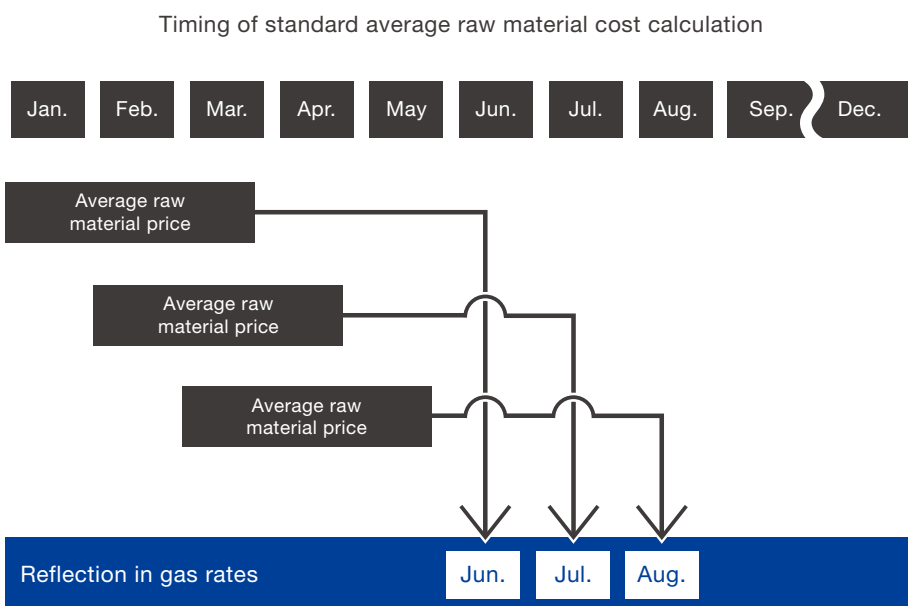 Timing of standard average raw material cost calculation
Jan. Feb. Mar. Apr. May Jun. Jul. Aug. Sep. Dec.
Average raw
material price
Average raw
material price
Average raw
material price
Reflection in gas rates Jun. Jul. Aug.